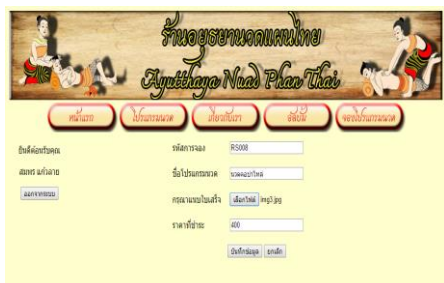 ร้านอยุธยานวดแผนไทย
Ayutthaya Nuad Phan Thai
หน้าแรก โปรแกรมนวด เกี่ยวกับเรา อัลบั้ม จองโปรแกรมนวด
ยินดีต้อนรับคุณ
สมพร แก้วลาย
ออกจากระบบ
รหัสการจอง RS008
ชื่อโปรแกรมนวด นวดคอบ่าไหล่
กรุณาแนบใบเสร็จ เลือกไฟล์ img3.jpg
ราคาที่ชำระ 400
บันทึกข้อมูล ยกเลิก